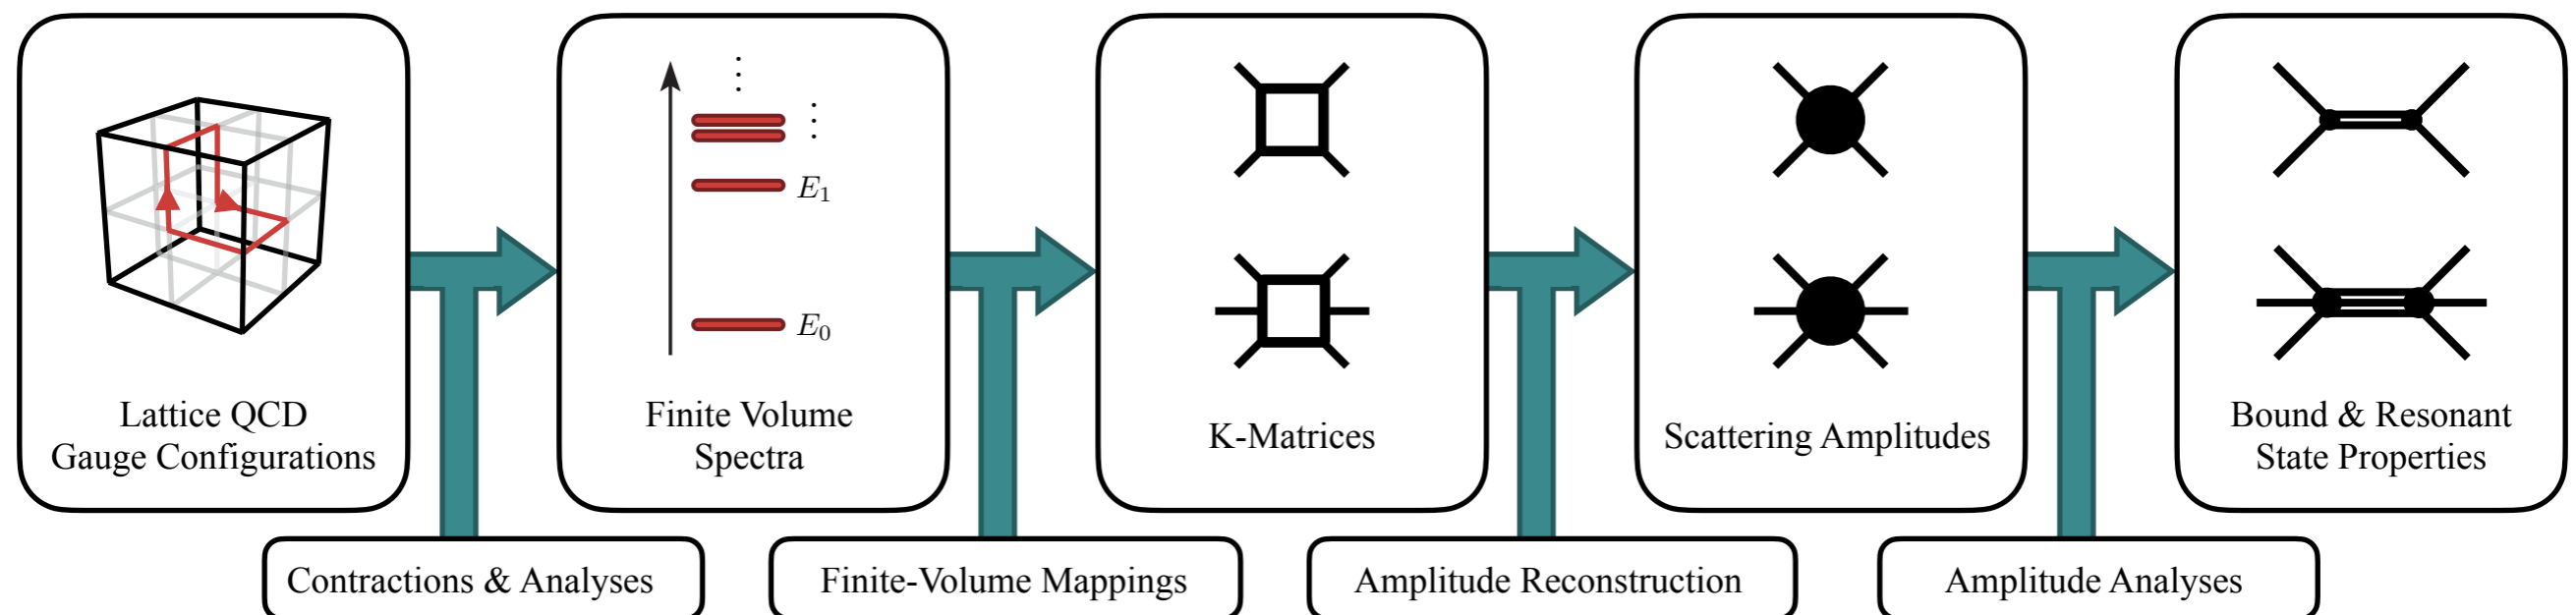 Lattice QCD
Gauge Configurations
E₁
E₀
Finite Volume
Spectra
K-Matrices
Scattering Amplitudes
Bound & Resonant
State Properties
Contractions & Analyses
Finite-Volume Mappings
Amplitude Reconstruction
Amplitude Analyses